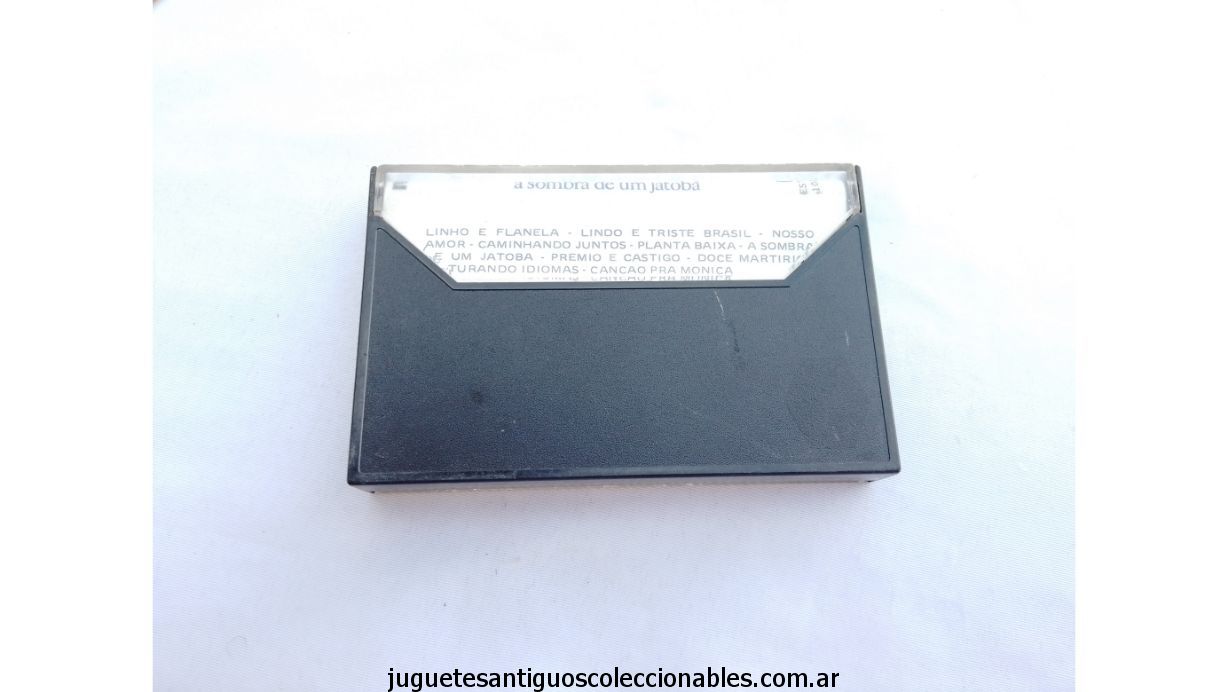 a sombra de um jatobá
LINHO E FLANELA - LINDO E TRISTE BRASIL - NOSSO
AMOR - CAMINHANDO JUNTOS - PLANTA BAIXA - A SOMBRA
E UM JATOBA - PREMIO E CASTIGO - DOCE MARTIRI
TURANDO IDIOMAS - CANCAO PRA MONICA
juguetesantiguoscoleccionables.com.ar